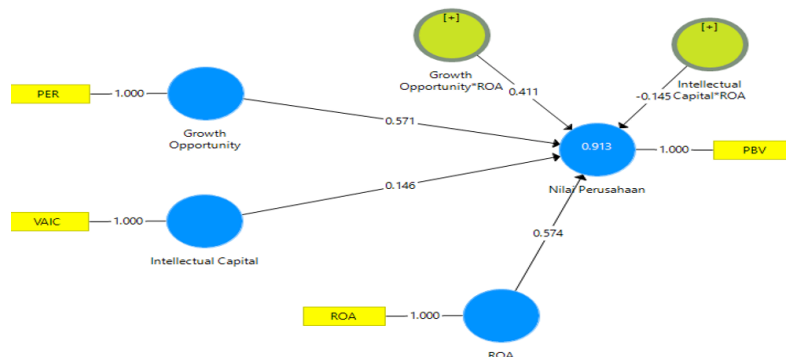 [+]
Growth
Opportunity*ROA
0.411
[+]
Intellectual
Capital*ROA
-0.145
PER
1.000
Growth
Opportunity
0.571
0.913
Nilai Perusahaan
1.000
PBV
VAIC
1.000
Intellectual Capital
0.146
0.574
ROA
1.000
ROA